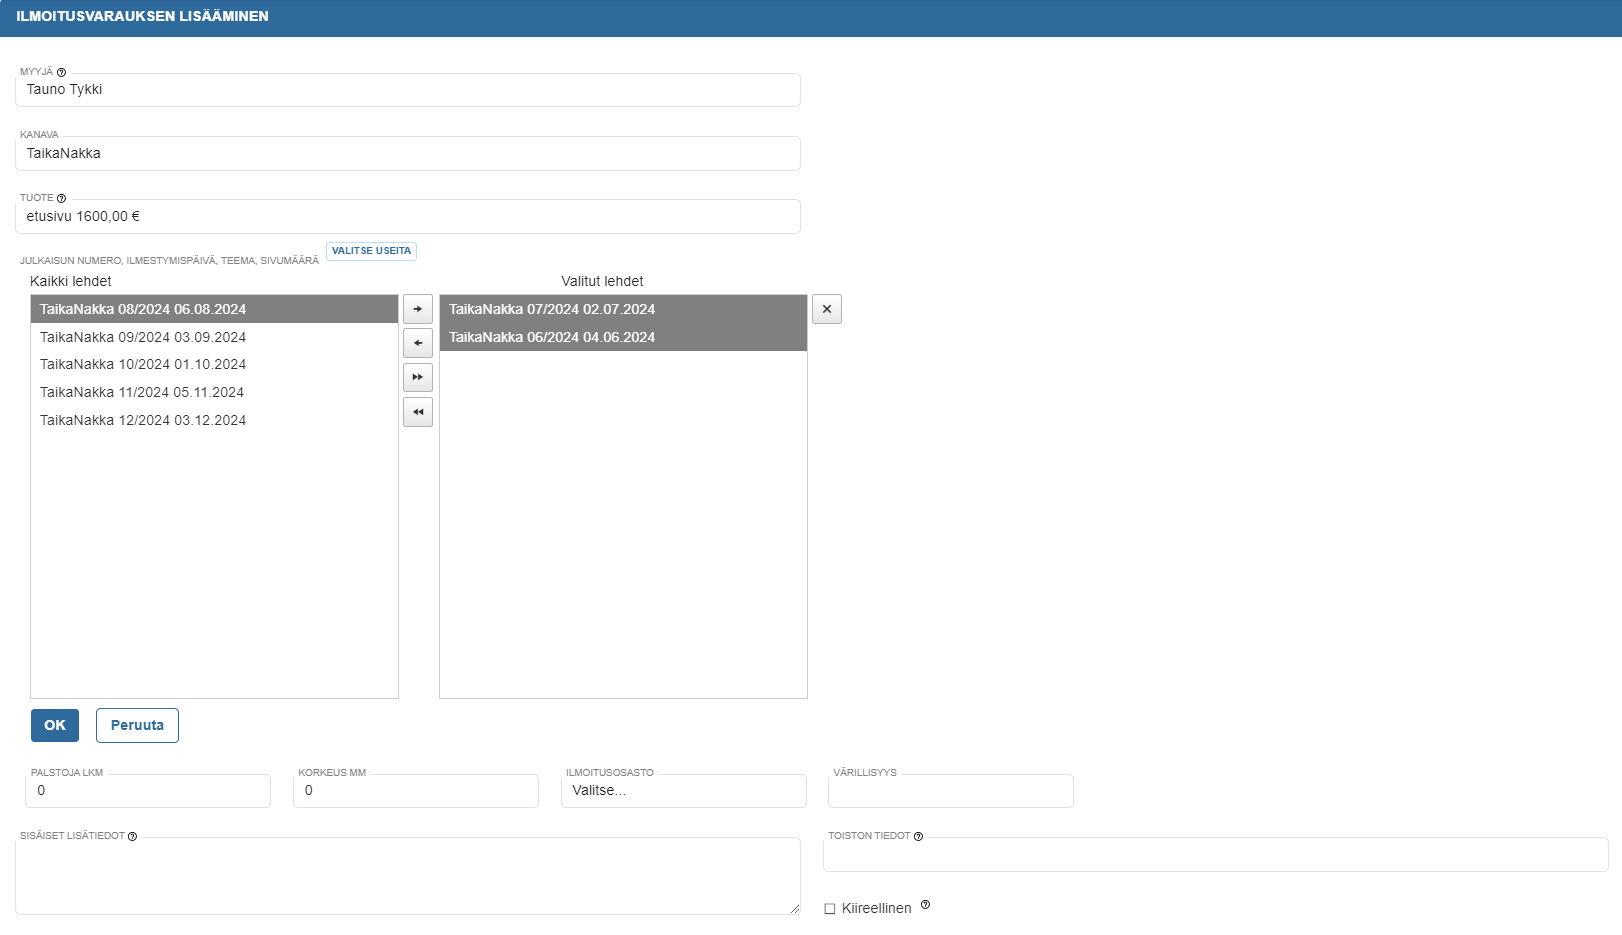 ILMOITUSVARAUKSEN LISÄÄMINEN
MYYJÄ
Tauno Tykki
KANAVA
TaikaNakka
TUOTE
etusivu 1600,00 €
JULKAISUN NUMERO, ILMESTYMISPÄIVÄ, TEEMA, SIVUMÄÄRÄ VALITSE USEITA
Kaikki lehdet
TaikaNakka 08/2024 06.08.2024
TaikaNakka 09/2024 03.09.2024
TaikaNakka 10/2024 01.10.2024
TaikaNakka 11/2024 05.11.2024
TaikaNakka 12/2024 03.12.2024
Valitut lehdet
TaikaNakka 07/2024 02.07.2024
TaikaNakka 06/2024 04.06.2024
OK Peruuta
PALSTOJA LKM
0
KORKEUS MM
0
ILMOITUSOSASTO
Valitse...
VÄRILLISYYS
SISÄISET LISÄTIEDOT
TOISTON TIEDOT
Kiireellinen